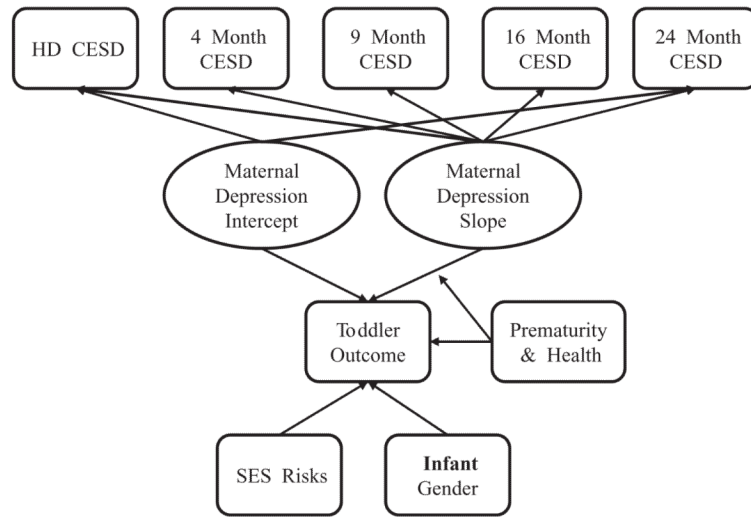 HD CESD
4 Month
CESD
9 Month
CESD
16 Month
CESD
24 Month
CESD
Maternal
Depression
Intercept
Maternal
Depression
Slope
Toddler
Outcome
Prematurity
& Health
SES Risks
Infant
Gender